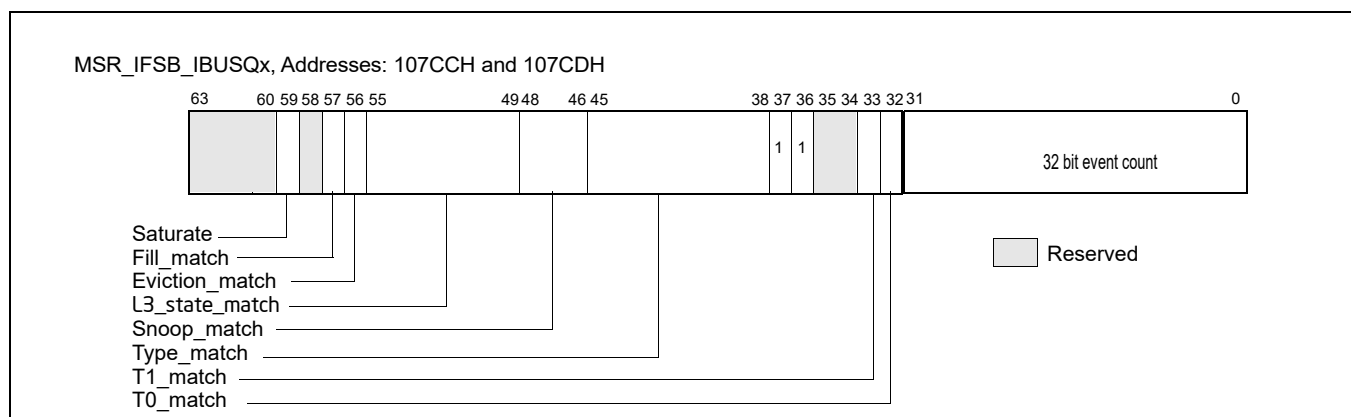 MSR_IFSB_IBUSQx, Addresses: 107CCH and 107CDH
63 60 59 58 57 56 55 49 48 46 45 38 37 36 35 34 33 32 31 0
1 1
32 bit event count
Saturate
Fill_match
Eviction_match
L3_state_match
Snoop_match
Type_match
T1_match
T0_match
Reserved